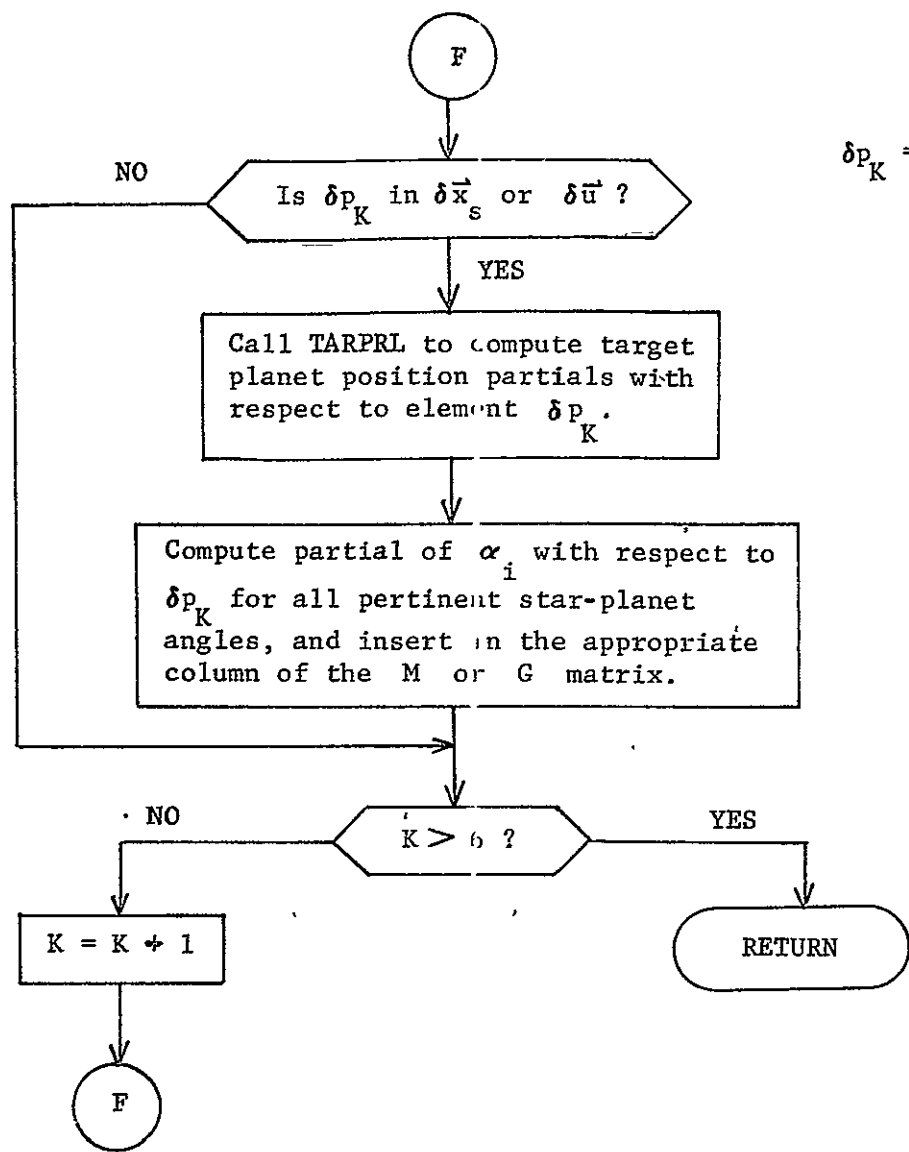 F
δp_K =
NO
Is δp_K in δx⃗_s or δu⃗ ?
YES
Call TARPRL to compute target
planet position partials with
respect to element δp_K.
Compute partial of α_i with respect to
δp_K for all pertinent star-planet
angles, and insert in the appropriate
column of the M or G matrix.
NO
K > 6 ?
YES
K = K + 1
RETURN
F